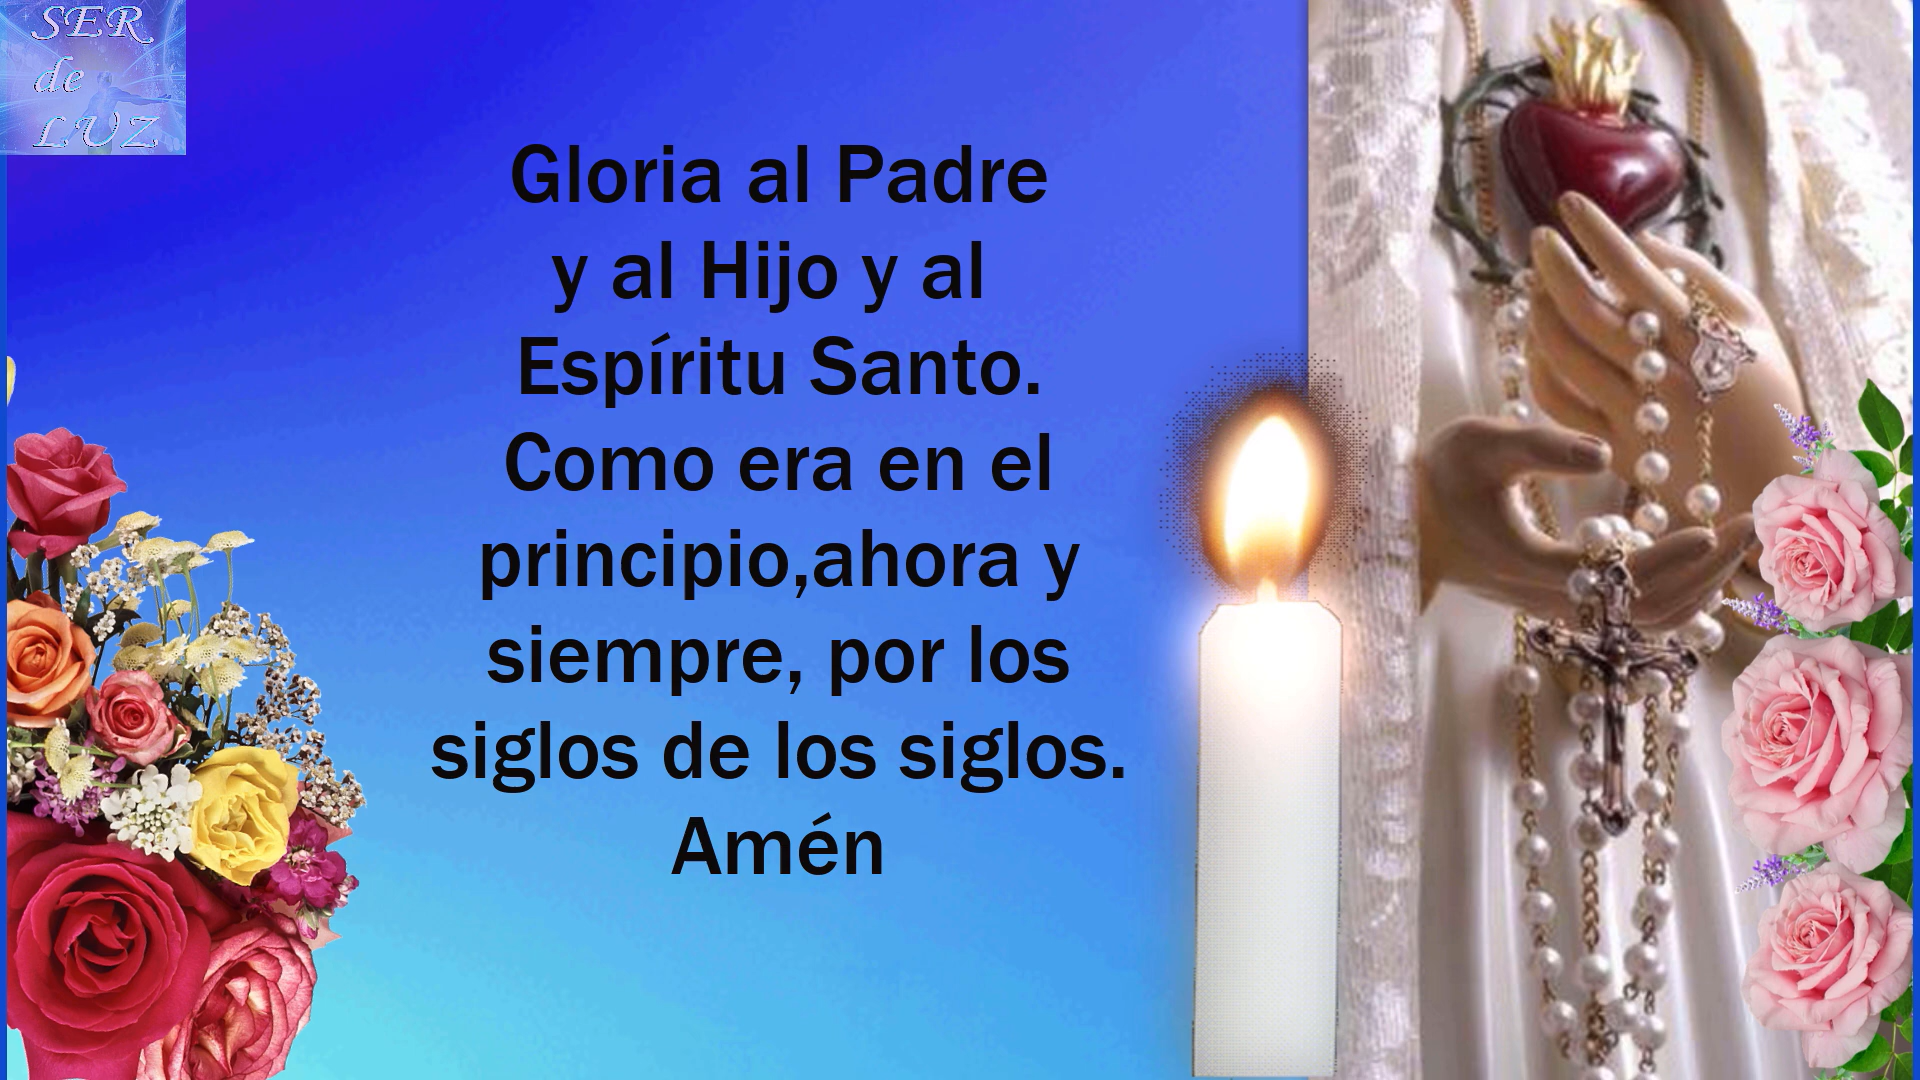 SER
de
LUZ
Gloria al Padre
y al Hijo y al
Espíritu Santo.
Como era en el
principio,ahora y
siempre, por los
siglos de los siglos.
Amén